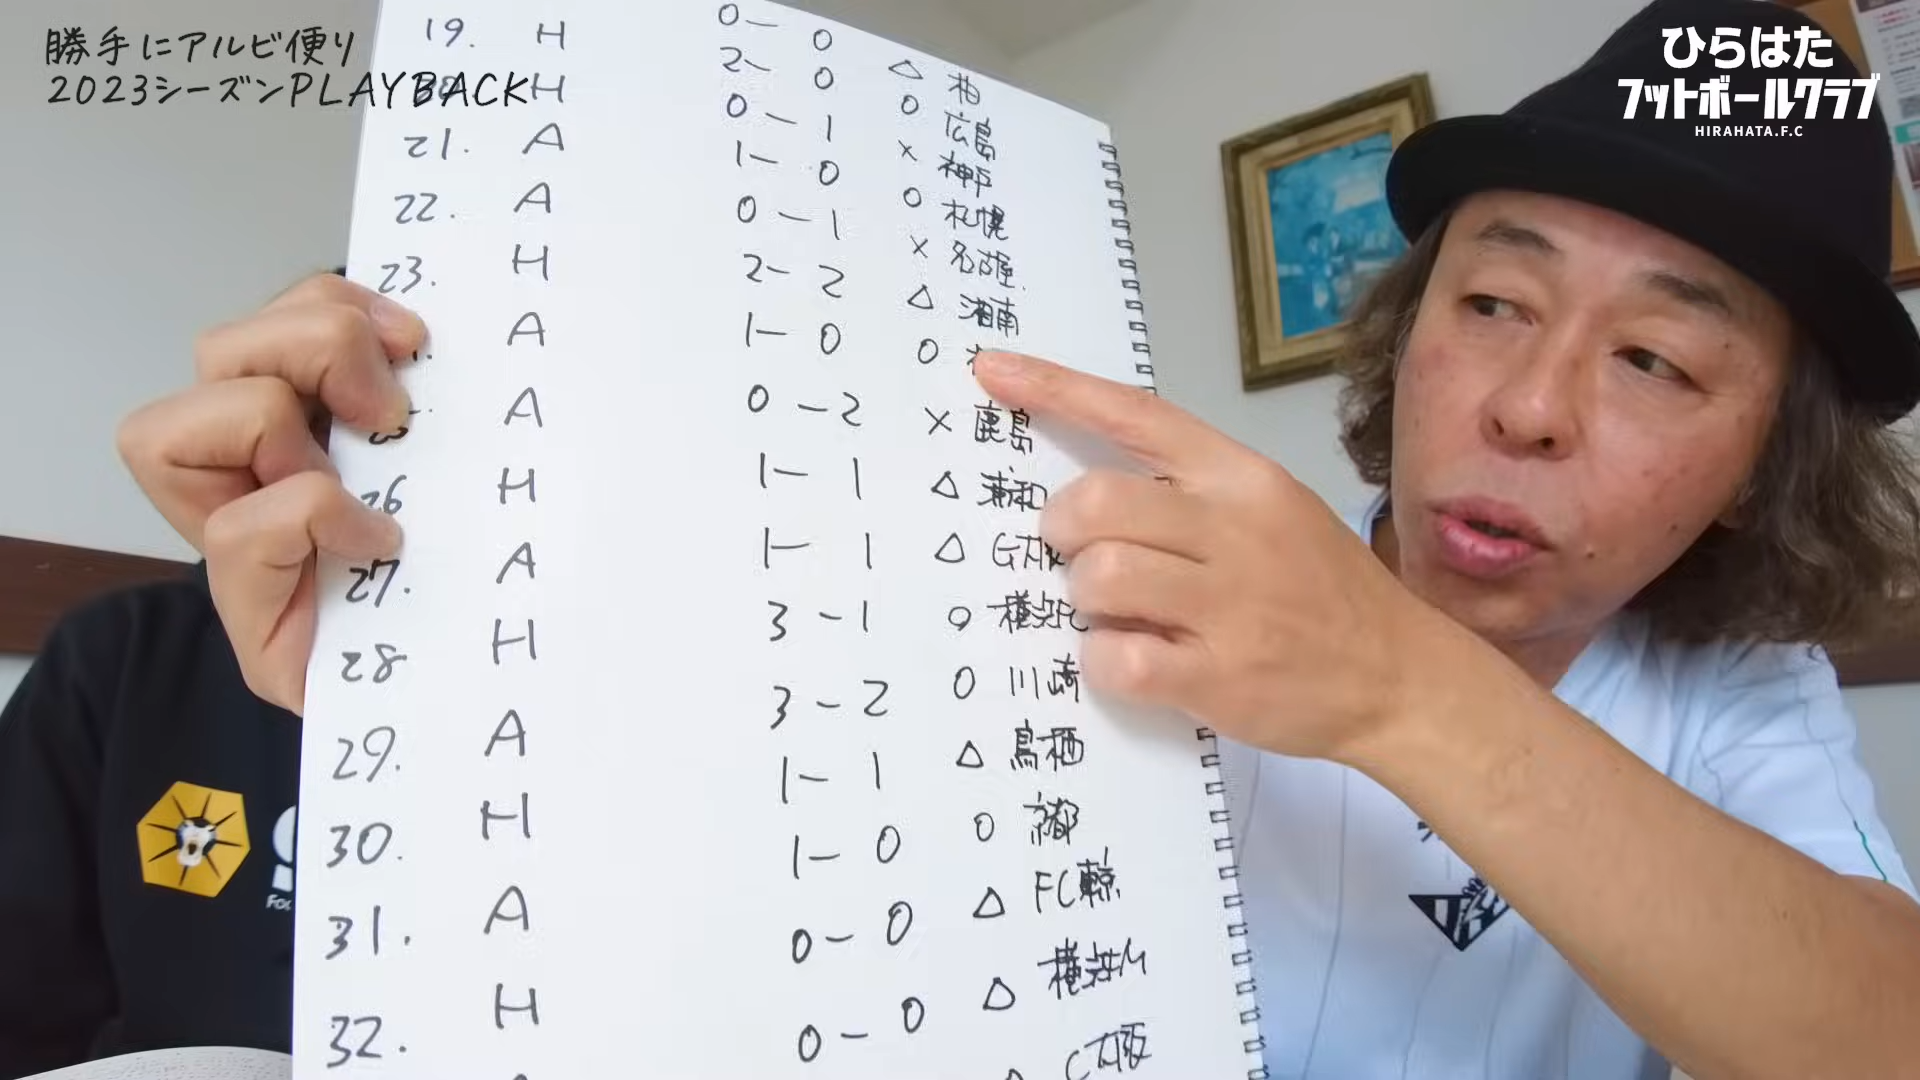 勝手にアルビ便り
2023シーズンPLAYBACK
ひらはた
フットボールクラブ
HIRAHATA.F.C
0-0 △ 柏
19. H 2-0 ○ 広島
H 0-1 × 神戸
21. A 1-0 ○ 札幌
22. A 0-1 × 名古屋.
23. H 2-2 △ 湘南
A 1-0 ○
A 0-2 × 鹿島
26 H 1-1 △ 浦和
27. A 1-1 △ G大阪
28 H 3-1 ○ 横浜FC
29. A 3-2 ○ 川崎
30. H 1-1 △ 鳥栖
31. A 1-0 ○ 京都
32. H 0-0 △ FC東京
0-0 △ 横浜M
C大阪